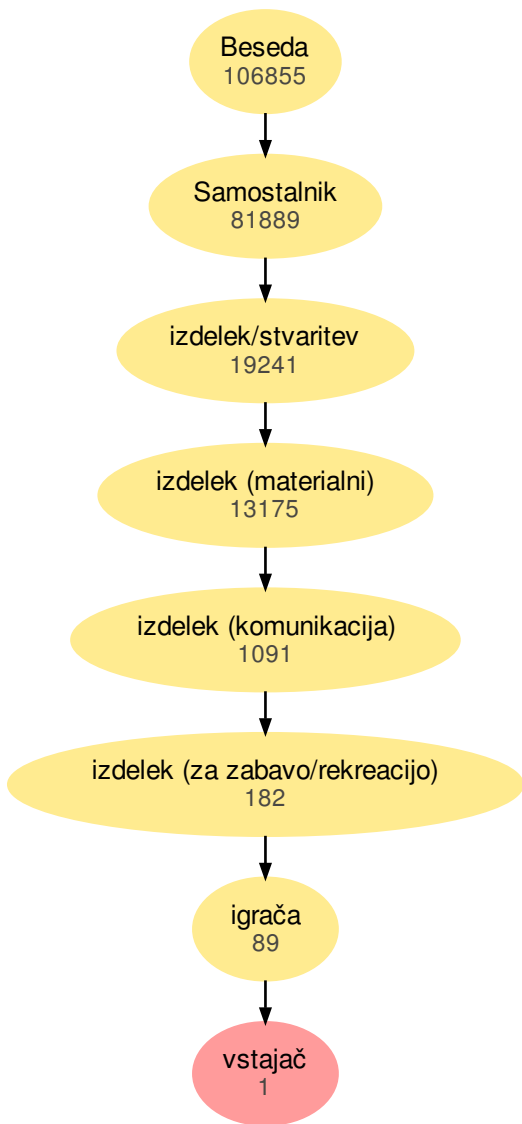 Beseda
106855
Samostalnik
81889
izdelek/stvaritev
19241
izdelek (materialni)
13175
izdelek (komunikacija)
1091
izdelek (za zabavo/rekreacijo)
182
igrača
89
vstajač
1